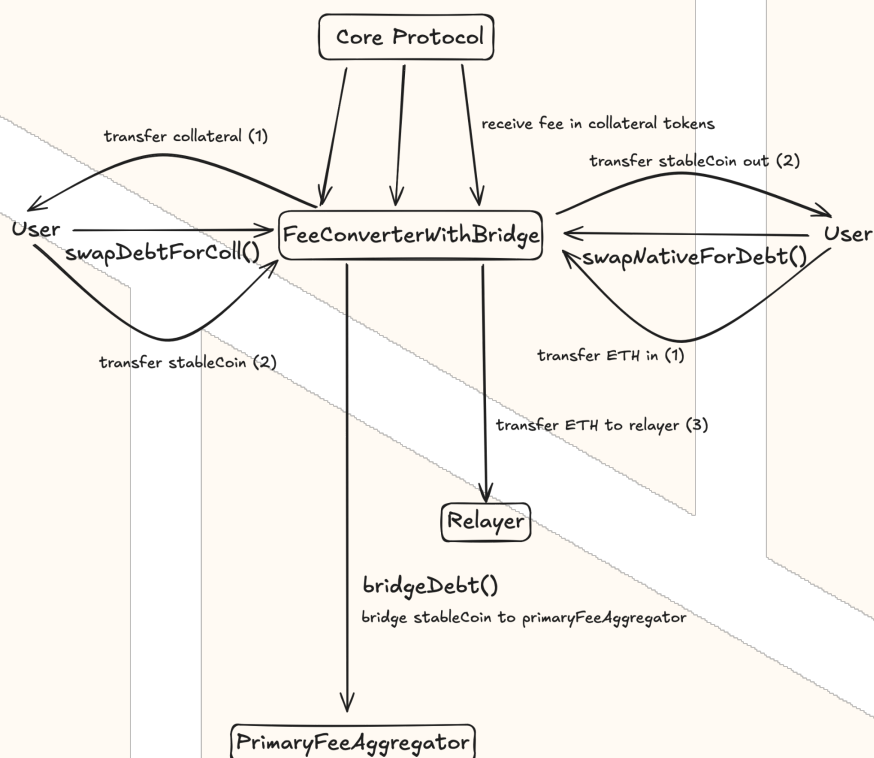 Core Protocol
receive fee in collateral tokens
transfer collateral (1)
transfer stableCoin out (2)
User
FeeConverterWithBridge
User
swapDebtForColl()
swapNativeForDebt()
transfer stableCoin (2)
transfer ETH in (1)
transfer ETH to relayer (3)
Relayer
bridgeDebt()
bridge stableCoin to primaryFeeAggregator
PrimaryFeeAggregator